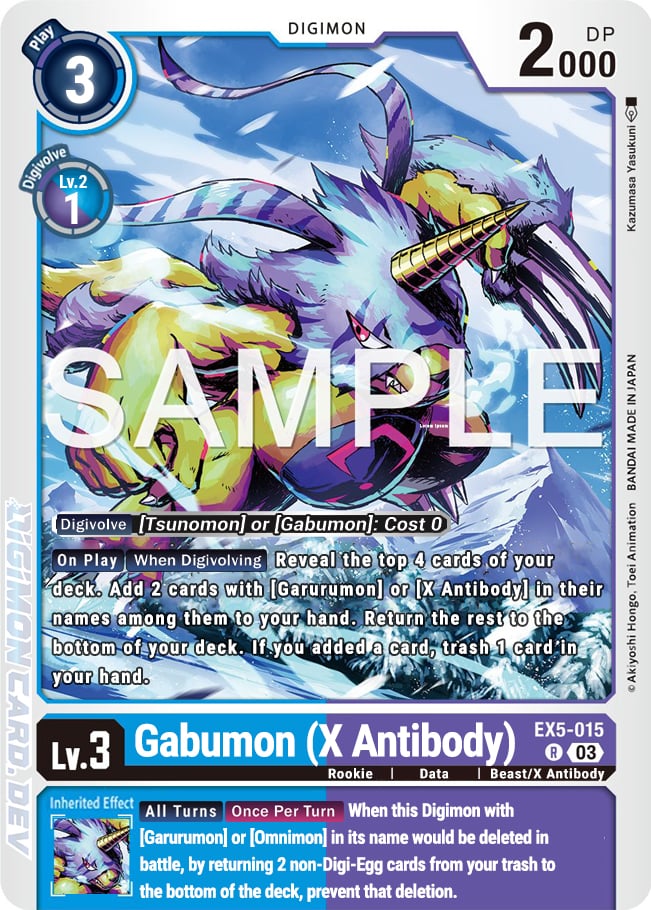 DIGIMON
Play
3
DP
2000
Digivolve
Lv.2
1
Kazumasa Yasukuni
SAMPLE
Lorem Ipsum
BANDAI MADE IN JAPAN
© Akiyoshi Hongo, Toei Animation
DIGIMONCARD.DEV
Digivolve [Tsunomon] or [Gabumon]: Cost 0
On Play When Digivolving Reveal the top 4 cards of your
deck. Add 2 cards with [Garurumon] or [X Antibody] in their
names among them to your hand. Return the rest to the
bottom of your deck. If you added a card, trash 1 card in
your hand.
Lv.3
Gabumon (X Antibody)
EX5-015
R 03
Rookie | Data | Beast/X Antibody
Inherited Effect
All Turns Once Per Turn When this Digimon with
[Garurumon] or [Omnimon] in its name would be deleted in
battle, by returning 2 non-Digi-Egg cards from your trash to
the bottom of the deck, prevent that deletion.